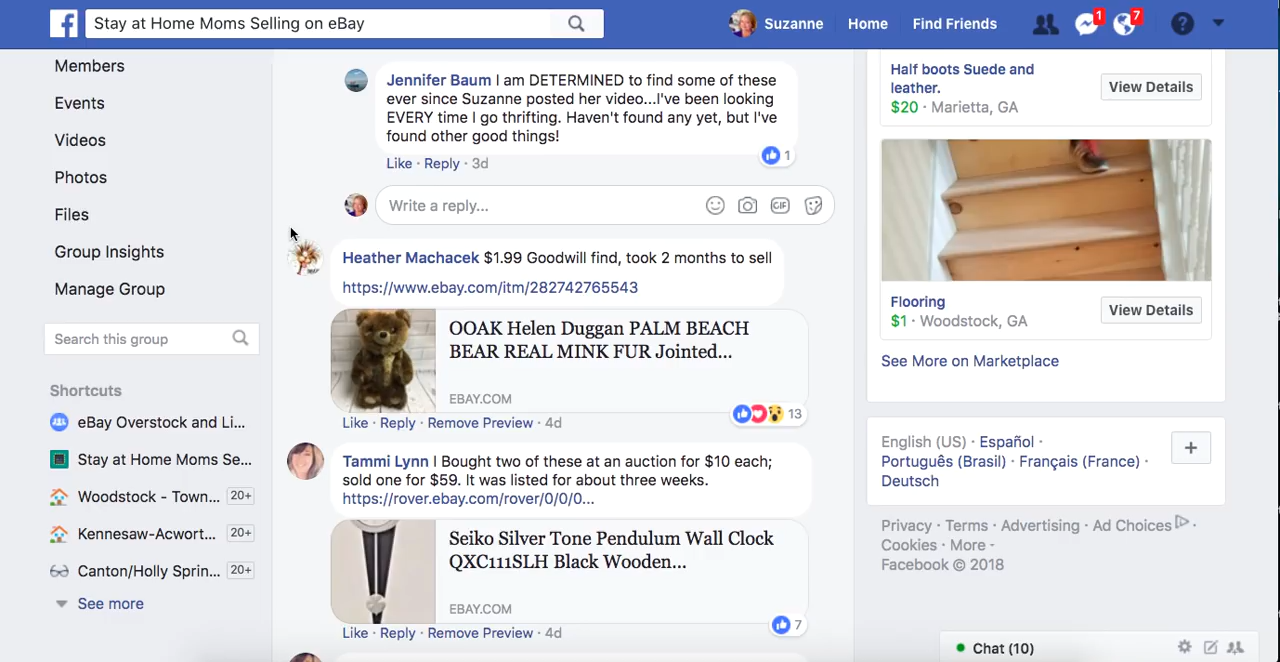 Stay at Home Moms Selling on eBay
Suzanne
Home
Find Friends
1
7
Members
Events
Videos
Photos
Files
Group Insights
Manage Group
Search this group
Shortcuts
eBay Overstock and Li...
Stay at Home Moms Se...
Woodstock - Town... 20+
Kennesaw-Acwort... 20+
Canton/Holly Sprin... 20+
See more
Jennifer Baum I am DETERMINED to find some of these
ever since Suzanne posted her video...I've been looking
EVERY time I go thrifting. Haven't found any yet, but I've
found other good things!
1
Like · Reply · 3d
Write a reply...
GIF
Heather Machacek $1.99 Goodwill find, took 2 months to sell
https://www.ebay.com/itm/282742765543
OOAK Helen Duggan PALM BEACH
BEAR REAL MINK FUR Jointed...
EBAY.COM
13
Like · Reply · Remove Preview · 4d
Tammi Lynn I Bought two of these at an auction for $10 each;
sold one for $59. It was listed for about three weeks.
https://rover.ebay.com/rover/0/0/0...
Seiko Silver Tone Pendulum Wall Clock
QXC111SLH Black Wooden...
EBAY.COM
7
Like · Reply · Remove Preview · 4d
Half boots Suede and
leather.
$20 · Marietta, GA
View Details
Flooring
$1 · Woodstock, GA
View Details
See More on Marketplace
English (US) · Español ·
Português (Brasil) · Français (France) ·
Deutsch
Privacy · Terms · Advertising · Ad Choices ·
Cookies · More
Facebook © 2018
Chat (10)